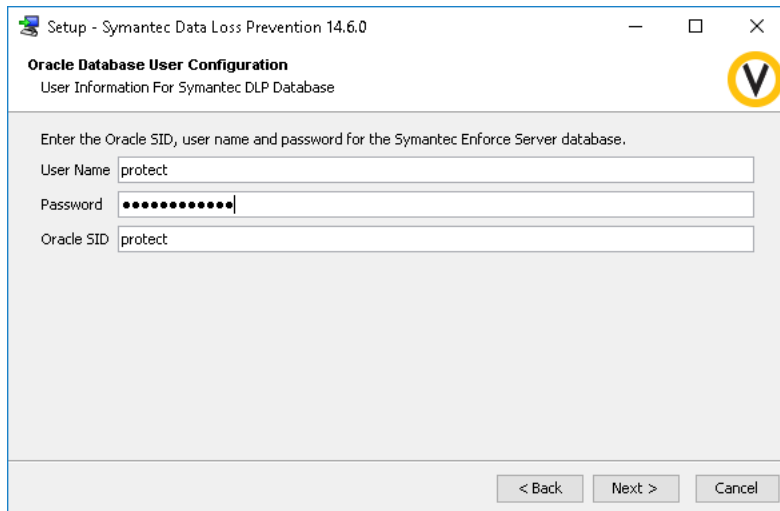 Setup - Symantec Data Loss Prevention 14.6.0
Oracle Database User Configuration
User Information For Symantec DLP Database
Enter the Oracle SID, user name and password for the Symantec Enforce Server database.
User Name protect
Password ●●●●●●●●●●●●
Oracle SID protect
< Back Next > Cancel